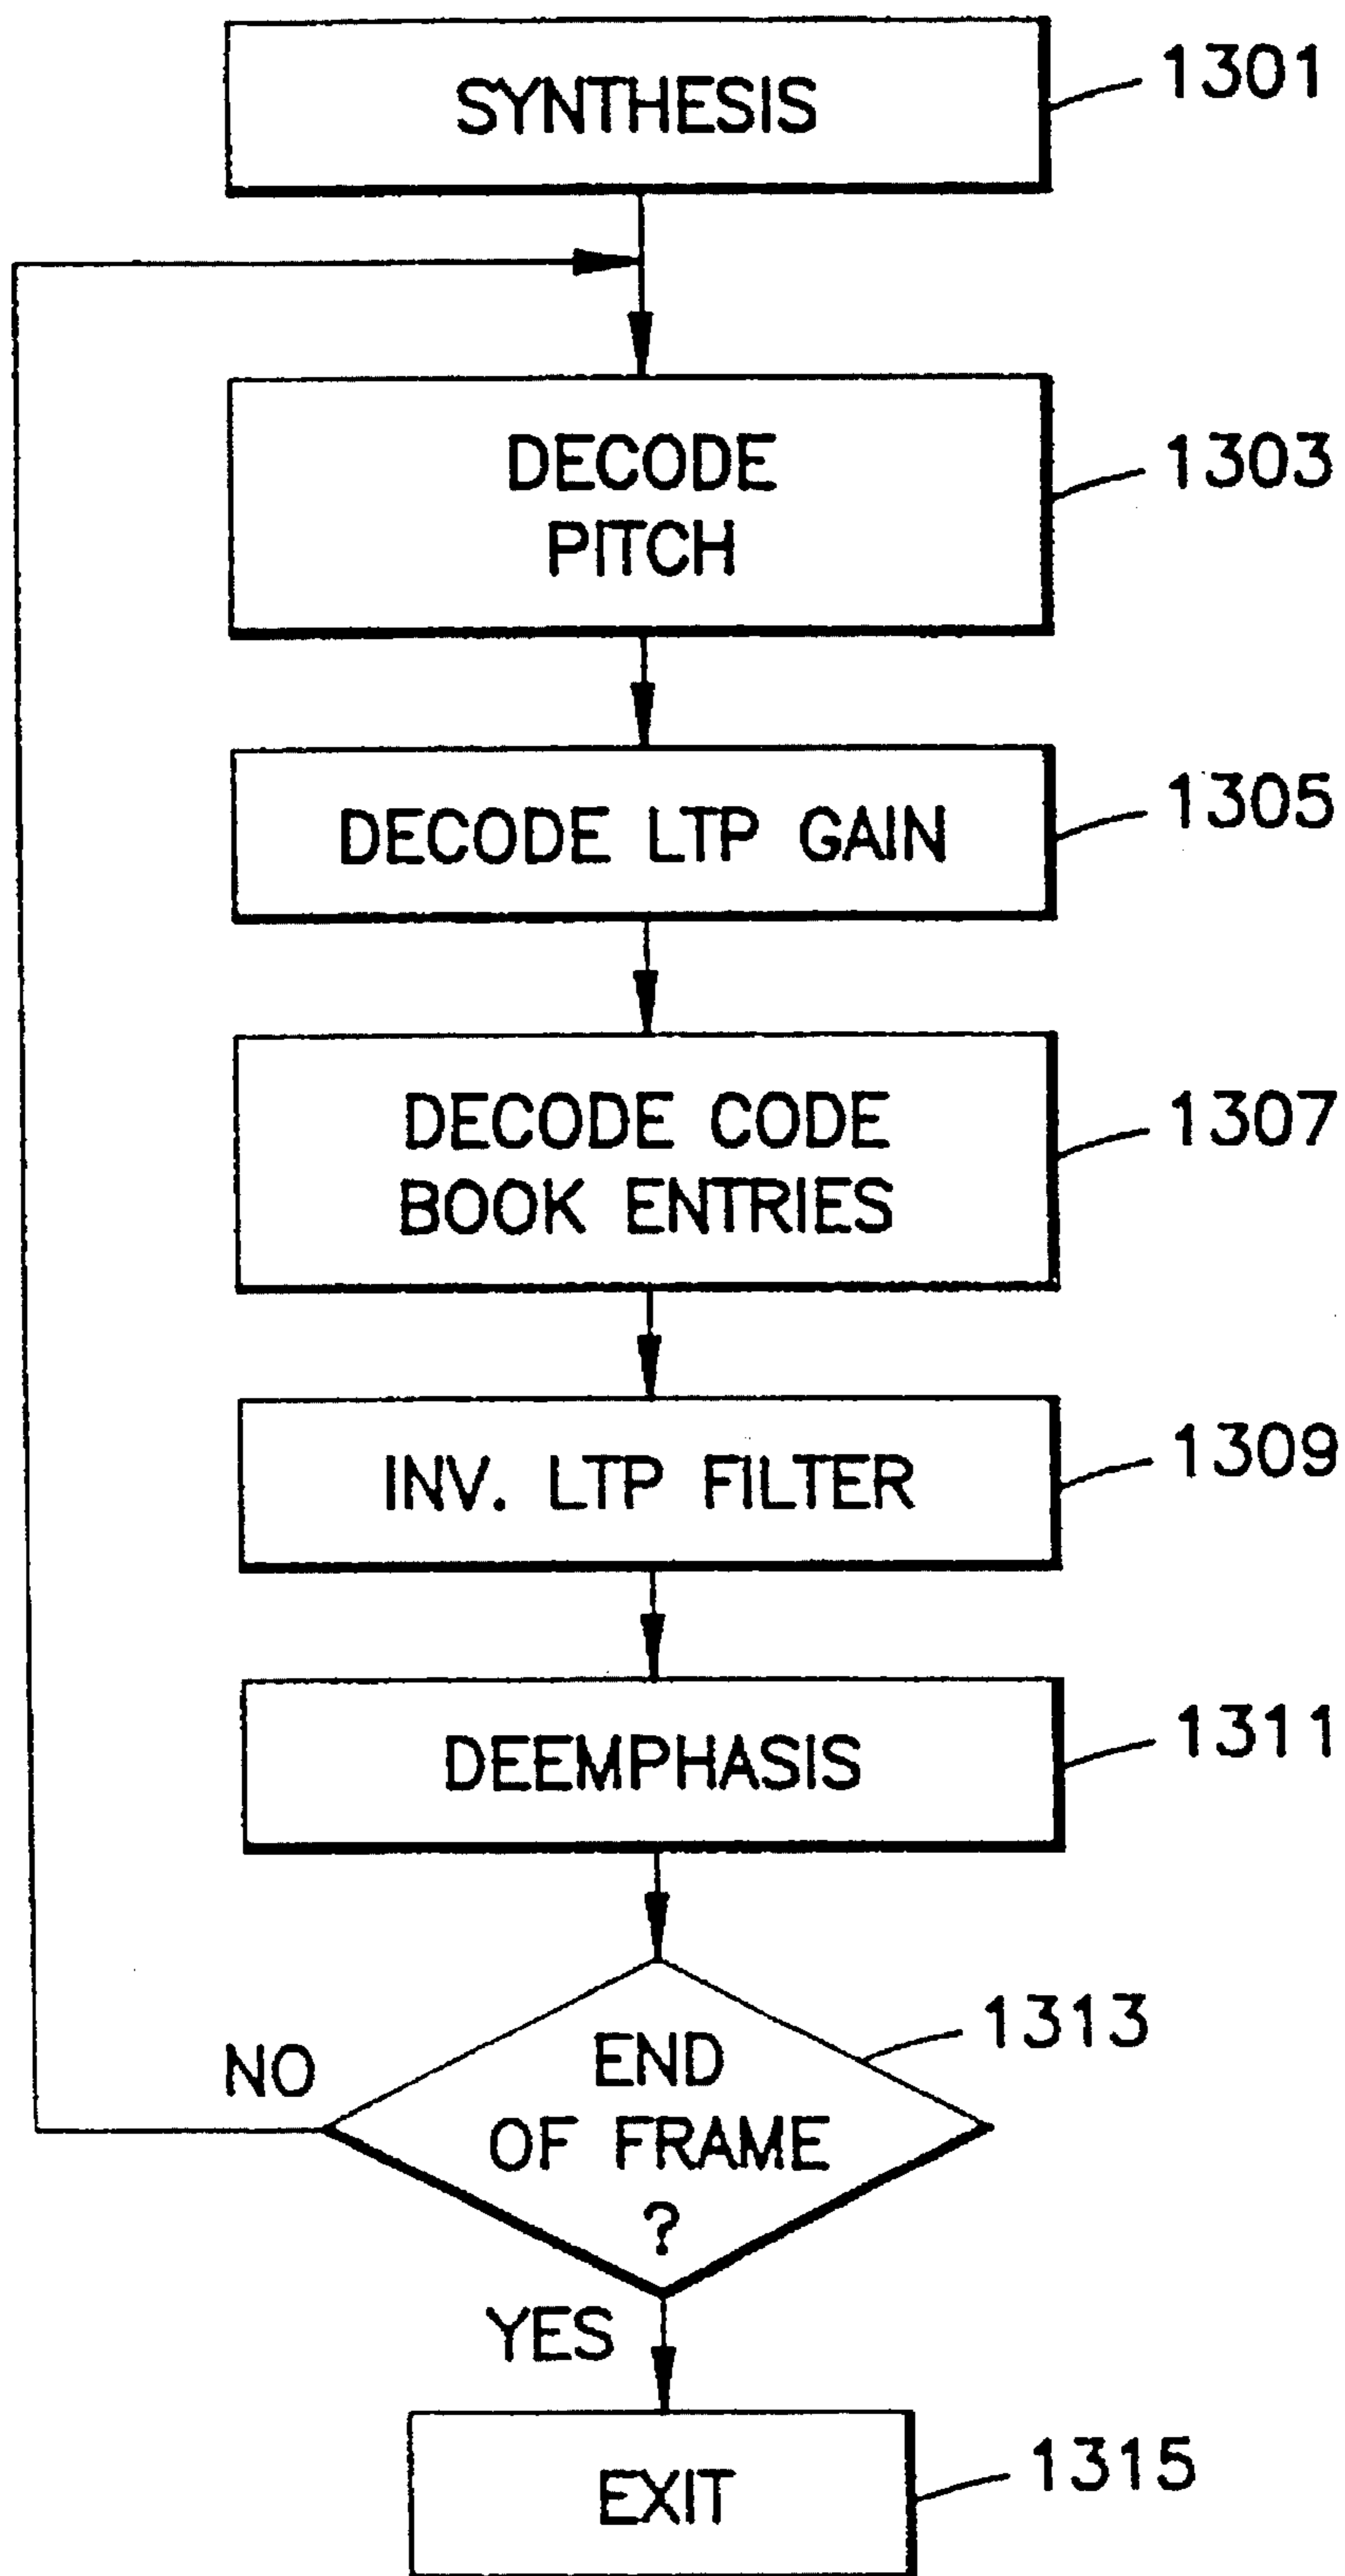 SYNTHESIS
1301
DECODE
PITCH
1303
DECODE LTP GAIN
1305
DECODE CODE
BOOK ENTRIES
1307
INV. LTP FILTER
1309
DEEMPHASIS
1311
END
OF FRAME
?
1313
NO
YES
EXIT
1315